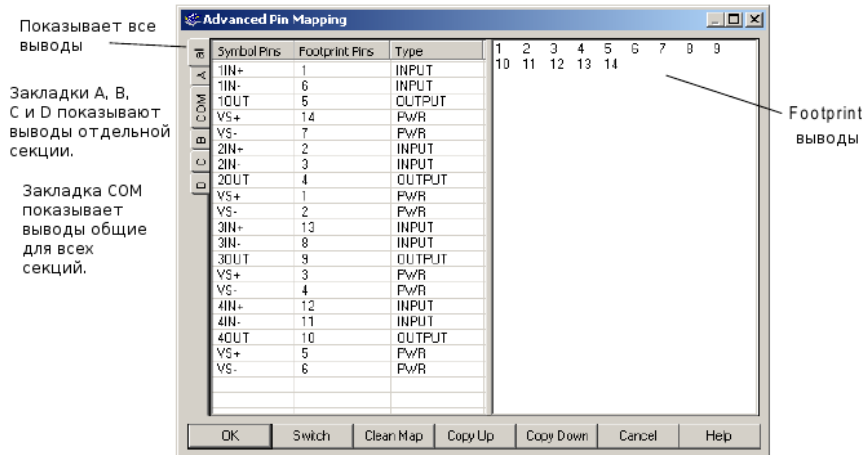 Advanced Pin Mapping
Показывает все
выводы
Закладки A, B,
C и D показывают
выводы отдельной
секции.
Закладка COM
показывает
выводы общие
для всех
секций.
all
A
COM
B
C
D
Symbol Pins Footprint Pins Type
1IN+ 1 INPUT
1IN- 6 INPUT
1OUT 5 OUTPUT
VS+ 14 PWR
VS- 7 PWR
2IN+ 2 INPUT
2IN- 3 INPUT
2OUT 4 OUTPUT
VS+ 1 PWR
VS- 2 PWR
3IN+ 13 INPUT
3IN- 8 INPUT
3OUT 9 OUTPUT
VS+ 3 PWR
VS- 4 PWR
4IN+ 12 INPUT
4IN- 11 INPUT
4OUT 10 OUTPUT
VS+ 5 PWR
VS- 6 PWR
1 2 3 4 5 6 7 8 9
10 11 12 13 14
Footprint
выводы
OK Switch Clean Map Copy Up Copy Down Cancel Help